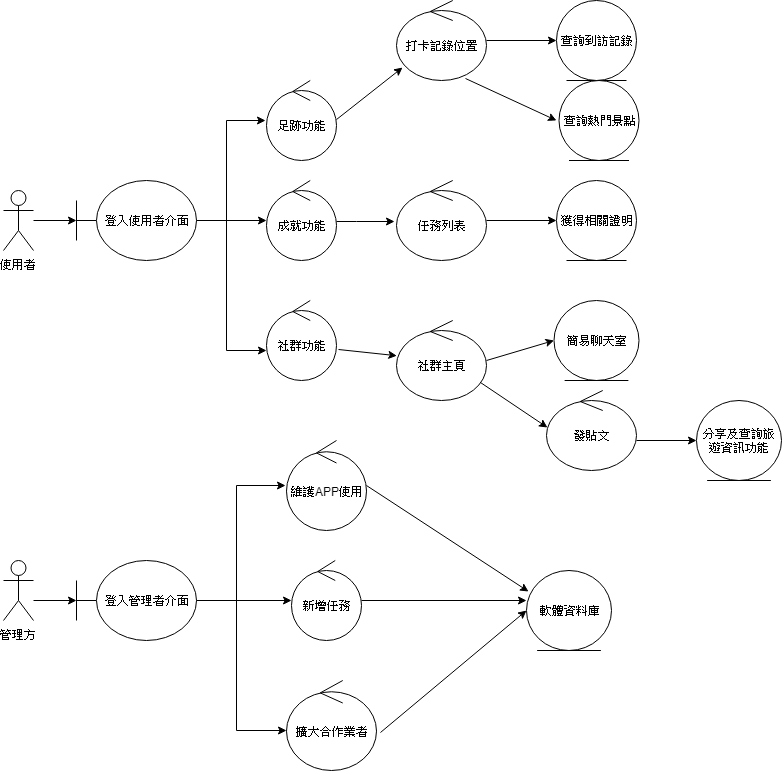 打卡記錄位置
查詢到訪記錄
足跡功能
查詢熱門景點
使用者
登入使用者介面
成就功能
任務列表
獲得相關證明
社群功能
社群主頁
簡易聊天室
發貼文
分享及查詢旅
遊資訊功能
維護APP使用
管理方
登入管理者介面
新增任務
軟體資料庫
擴大合作業者